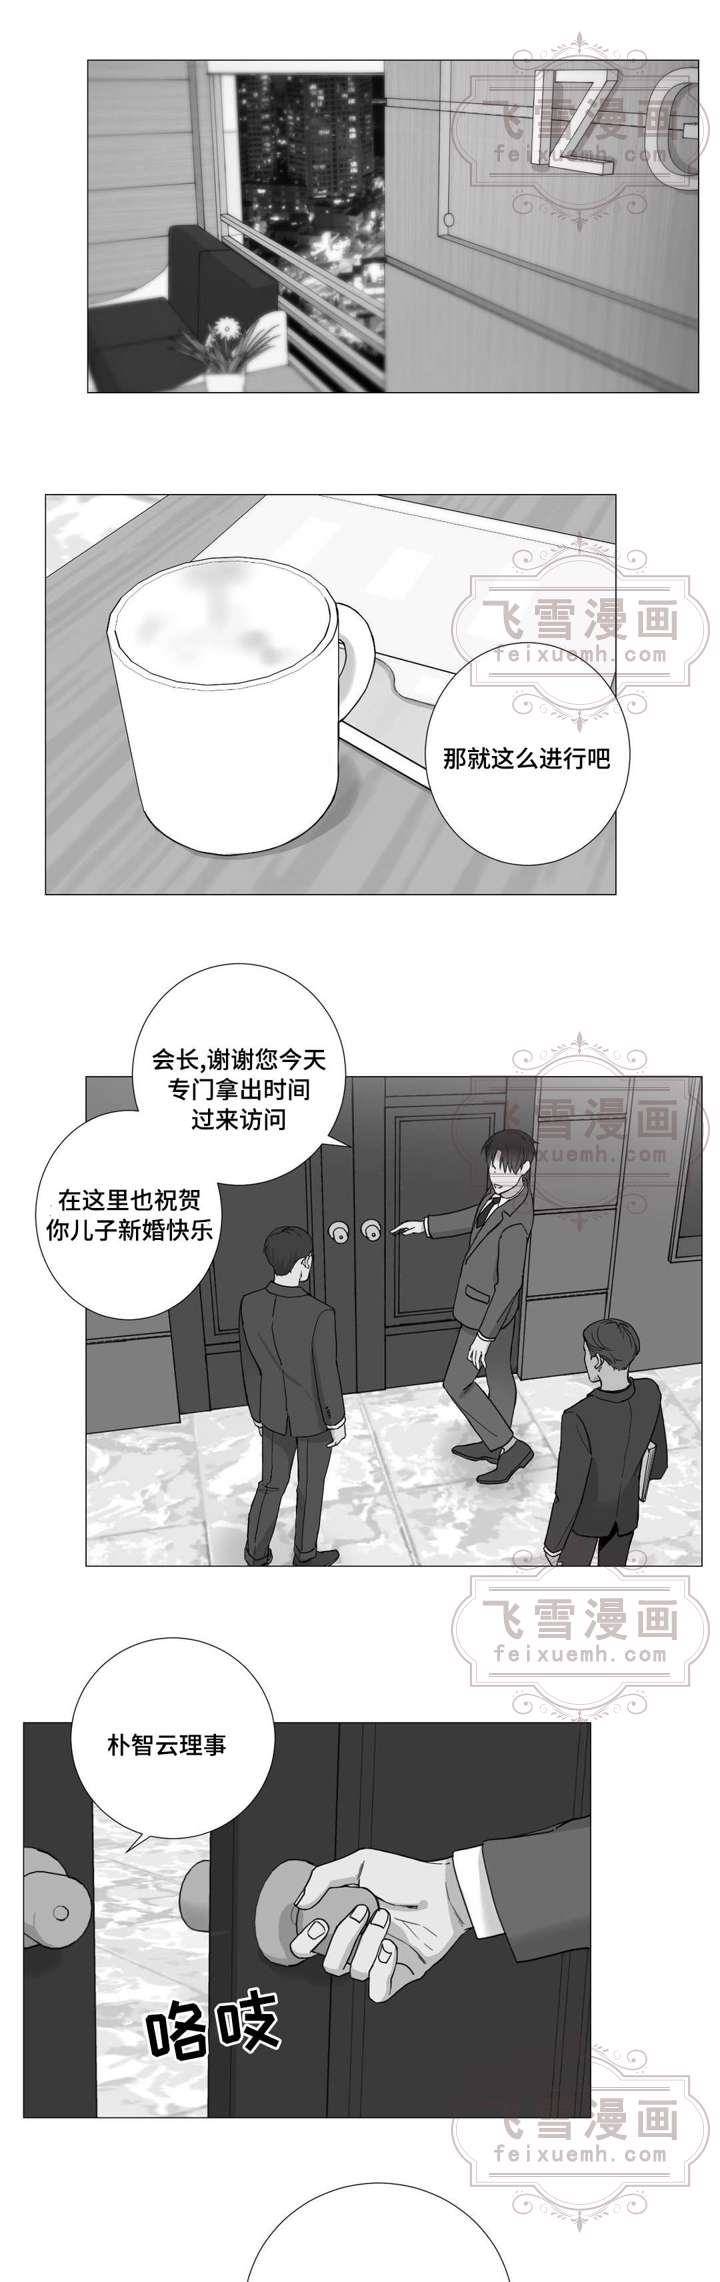 IZ
飞雪漫画
feixuemh.com
飞雪漫画
feixuemh.com
那就这么进行吧
会长,谢谢您今天
专门拿出时间
过来访问
飞雪漫画
feixuemh.com
在这里也祝贺
你儿子新婚快乐
飞雪漫画
feixuemh.com
朴智云理事
咯吱
飞雪漫画
feixuemh.com